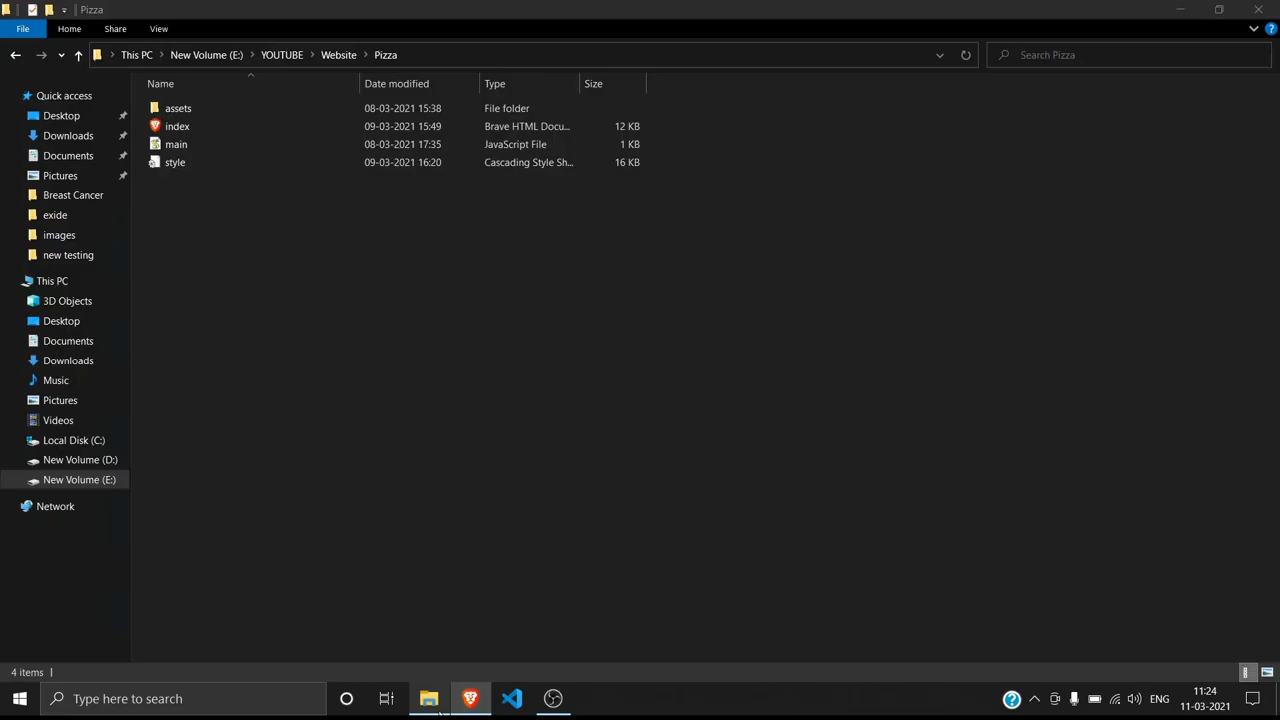 Pizza
File Home Share View
This PC New Volume (E:) YOUTUBE Website Pizza Search Pizza
Name Date modified Type Size
Quick access
Desktop
Downloads
Documents
Pictures
Breast Cancer
exide
images
new testing
This PC
3D Objects
Desktop
Documents
Downloads
Music
Pictures
Videos
Local Disk (C:)
New Volume (D:)
New Volume (E:)
Network
assets 08-03-2021 15:38 File folder
index 09-03-2021 15:49 Brave HTML Docu... 12 KB
main 08-03-2021 17:35 JavaScript File 1 KB
style 09-03-2021 16:20 Cascading Style Sh... 16 KB
4 items
Type here to search
ENG
11:24
11-03-2021